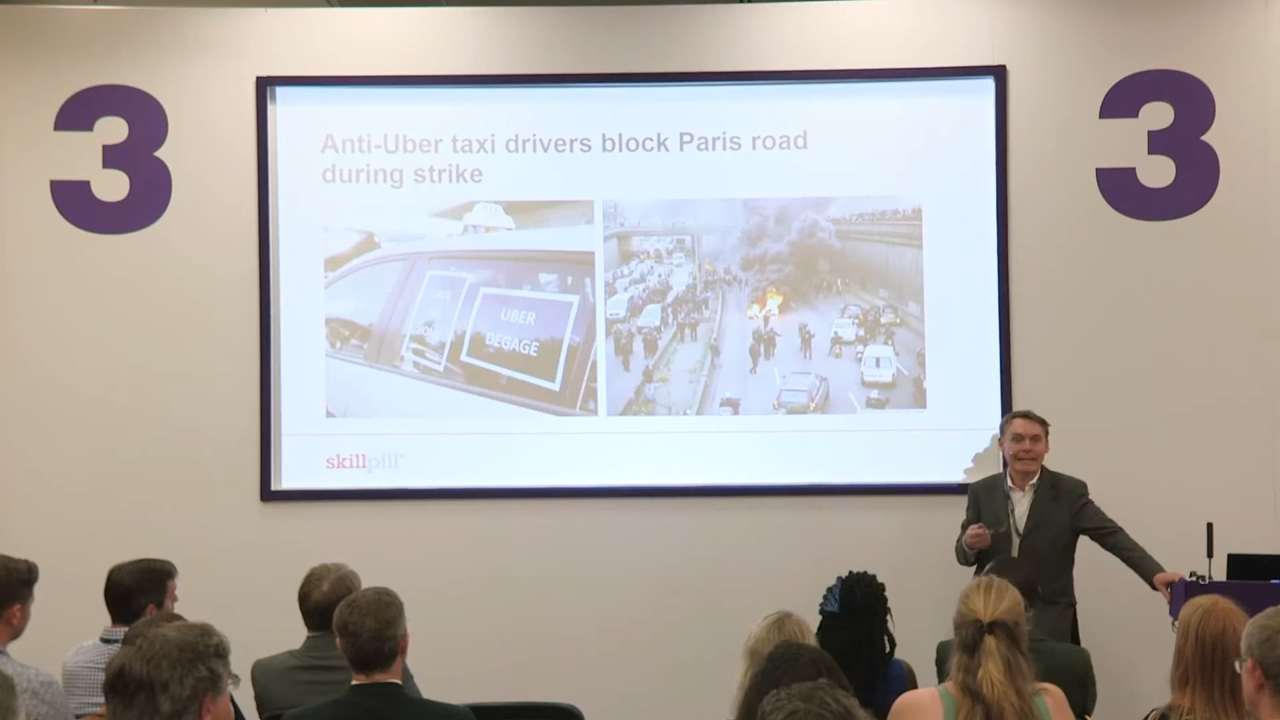 3
3
Anti-Uber taxi drivers block Paris road
during strike
UBER
DEGAGE
skillpill